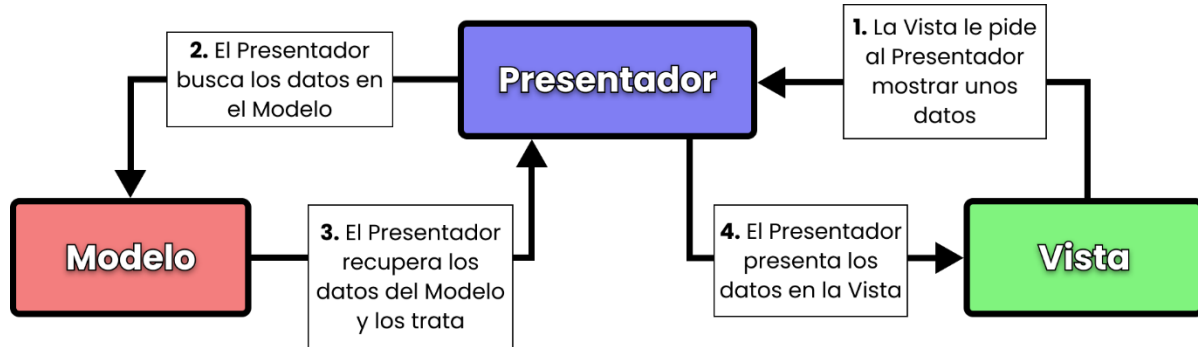 1. La Vista le pide
al Presentador
mostrar unos
datos
2. El Presentador
busca los datos en
el Modelo
Presentador
3. El Presentador
recupera los
datos del Modelo
y los trata
4. El Presentador
presenta los
datos en la Vista
Modelo
Vista